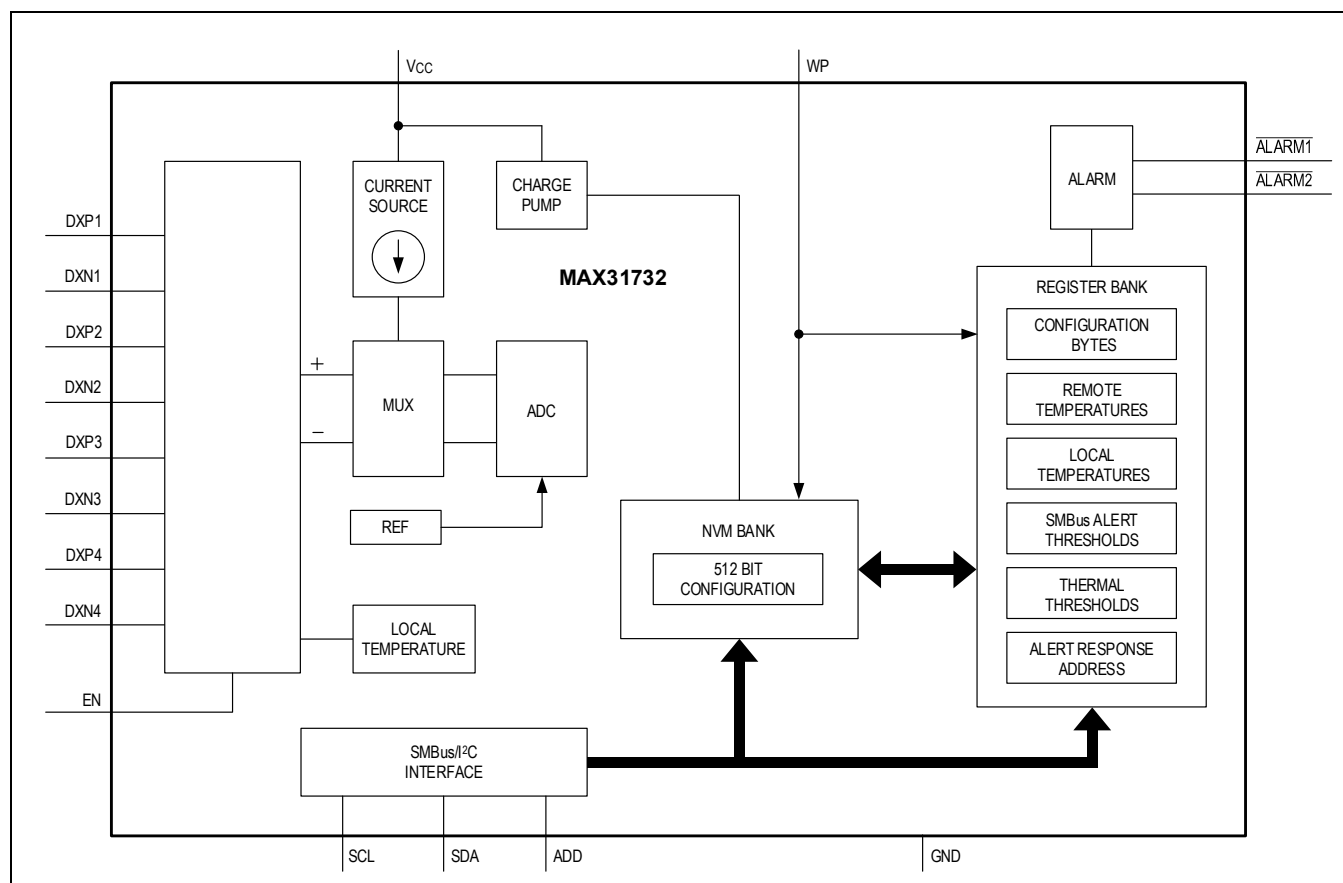 VCC
WP
ALARM1
ALARM2
ALARM
CURRENT
SOURCE
CHARGE
PUMP
DXP1
DXN1
DXP2
DXN2
DXP3
DXN3
DXP4
DXN4
EN
MAX31732
+
−
MUX
ADC
REF
LOCAL
TEMPERATURE
REGISTER BANK
CONFIGURATION
BYTES
REMOTE
TEMPERATURES
LOCAL
TEMPERATURES
SMBus ALERT
THRESHOLDS
THERMAL
THRESHOLDS
ALERT RESPONSE
ADDRESS
NVM BANK
512 BIT
CONFIGURATION
SMBus/I²C
INTERFACE
SCL
SDA
ADD
GND